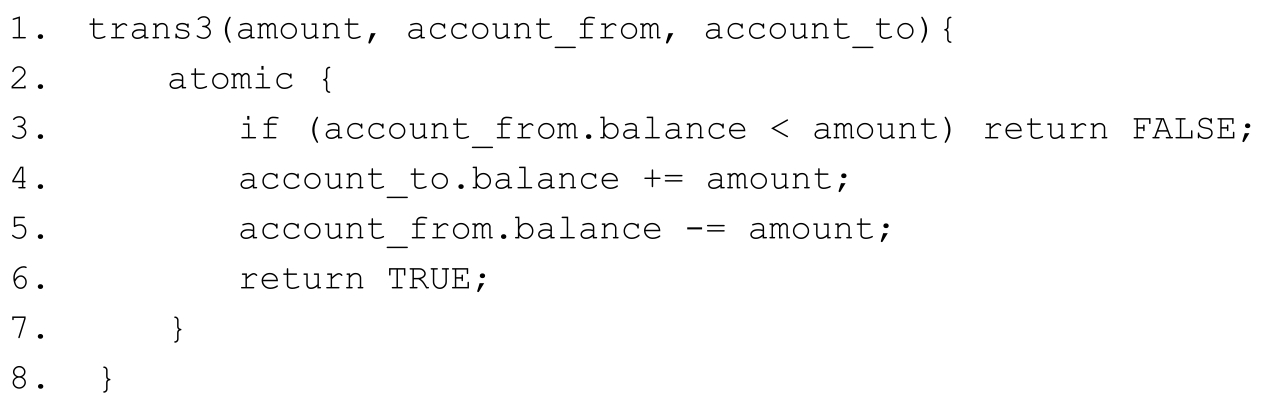 1. trans3(amount, account_from, account_to){
2. atomic {
3. if (account_from.balance < amount) return FALSE;
4. account_to.balance += amount;
5. account_from.balance -= amount;
6. return TRUE;
7. }
8. }